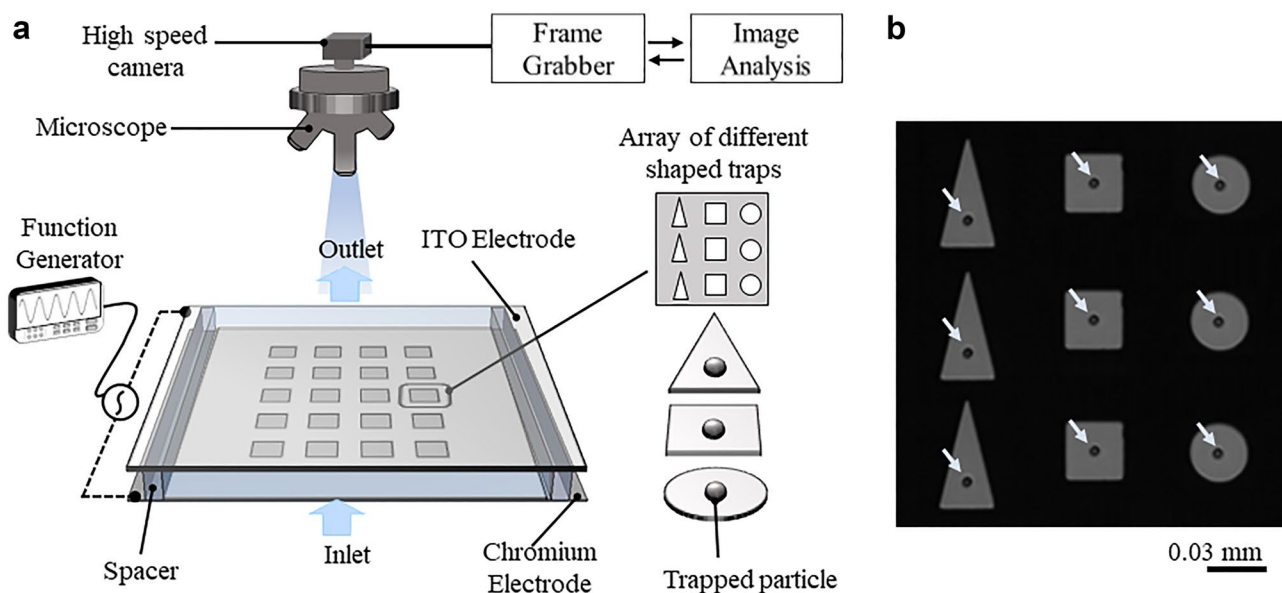 a
High speed
camera
Frame
Grabber
Image
Analysis
Microscope
Array of different
shaped traps
Function
Generator
Outlet
ITO Electrode
Inlet
Spacer
Chromium
Electrode
Trapped particle
b
0.03 mm